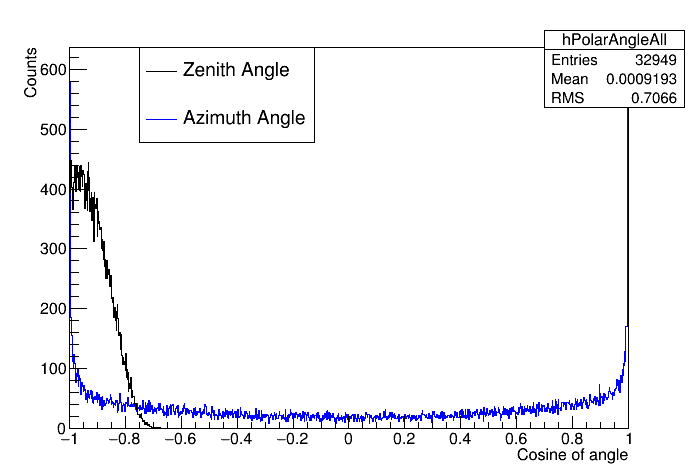 hPolarAngleAll
Entries 32949
Mean 0.0009193
RMS 0.7066
Counts
Zenith Angle
Azimuth Angle
600
500
400
300
200
100
0
−1 −0.8 −0.6 −0.4 −0.2 0 0.2 0.4 0.6 0.8 1
Cosine of angle